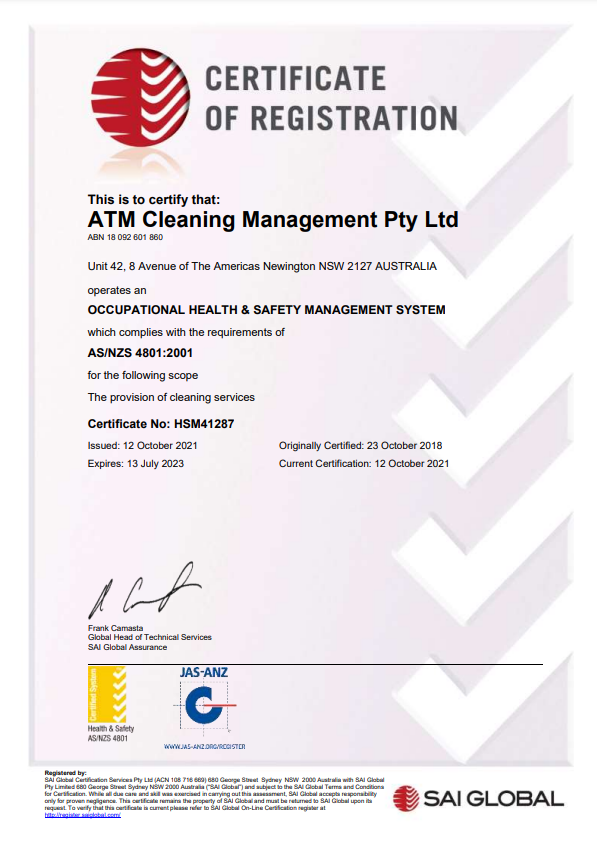 CERTIFICATE
OF REGISTRATION
This is to certify that:
ATM Cleaning Management Pty Ltd
ABN 18 092 601 860
Unit 42, 8 Avenue of The Americas Newington NSW 2127 AUSTRALIA
operates an
OCCUPATIONAL HEALTH & SAFETY MANAGEMENT SYSTEM
which complies with the requirements of
AS/NZS 4801:2001
for the following scope
The provision of cleaning services
Certificate No: HSM41287
Issued: 12 October 2021
Originally Certified: 23 October 2018
Expires: 13 July 2023
Current Certification: 12 October 2021
Frank Camasta
Global Head of Technical Services
SAI Global Assurance
Certified System
Health & Safety
AS/NZS 4801
JAS-ANZ
WWW.JAS-ANZ.ORG/REGISTER
Registered by:
SAI Global Certification Services Pty Ltd (ACN 108 716 669) 680 George Street Sydney NSW 2000 Australia with SAI Global
Pty Limited 680 George Street Sydney NSW 2000 Australia ("SAI Global") and subject to the SAI Global Terms and Conditions
for Certification. While all due care and skill was exercised in carrying out this assessment, SAI Global accepts responsibility
only for proven negligence. This certificate remains the property of SAI Global and must be returned to SAI Global upon its
request. To verify that this certificate is current please refer to SAI Global On-Line Certification register at
http://register.saiglobal.com/
SAI GLOBAL